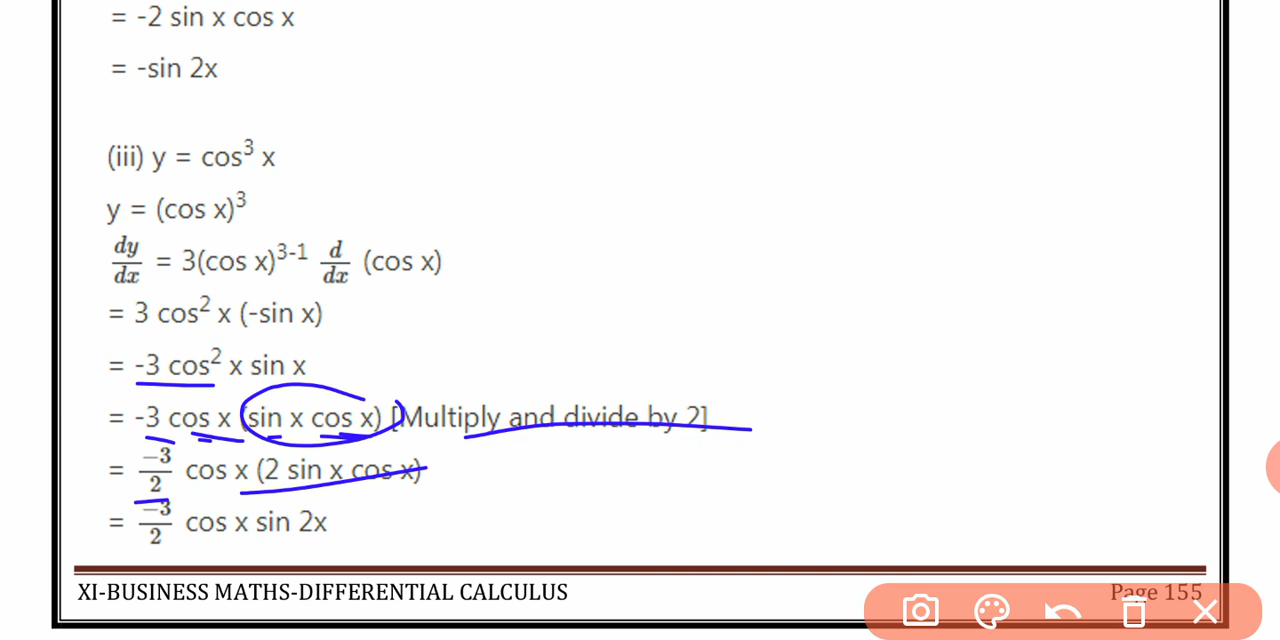 = -2 sin x cos x
= -sin 2x
(iii) y = cos³ x
y = (cos x)³
dy/dx = 3(cos x)³⁻¹ d/dx (cos x)
= 3 cos² x (-sin x)
= -3 cos² x sin x
= -3 cos x (sin x cos x) [Multiply and divide by 2]
= −3/2 cos x (2 sin x cos x)
= −3/2 cos x sin 2x
XI-BUSINESS MATHS-DIFFERENTIAL CALCULUS Page 155